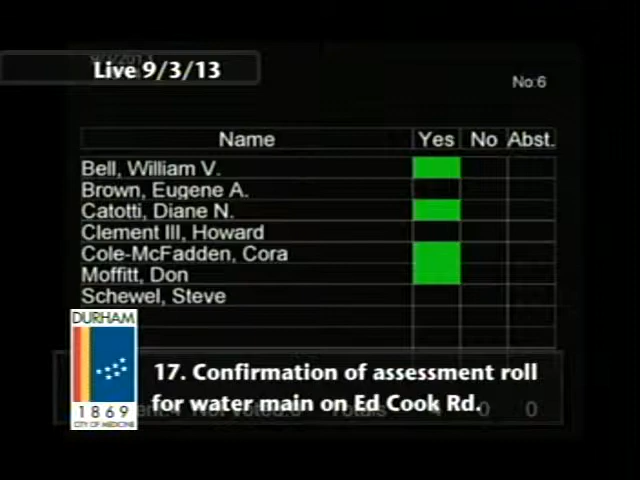 Live 9/3/13
No:6
Name Yes No Abst.
Bell, William V.
Brown, Eugene A.
Catotti, Diane N.
Clement III, Howard
Cole-McFadden, Cora
Moffitt, Don
Schewel, Steve
DURHAM
1869
CITY OF MEDICINE
17. Confirmation of assessment roll
for water main on Ed Cook Rd.
Totals 4 0 0